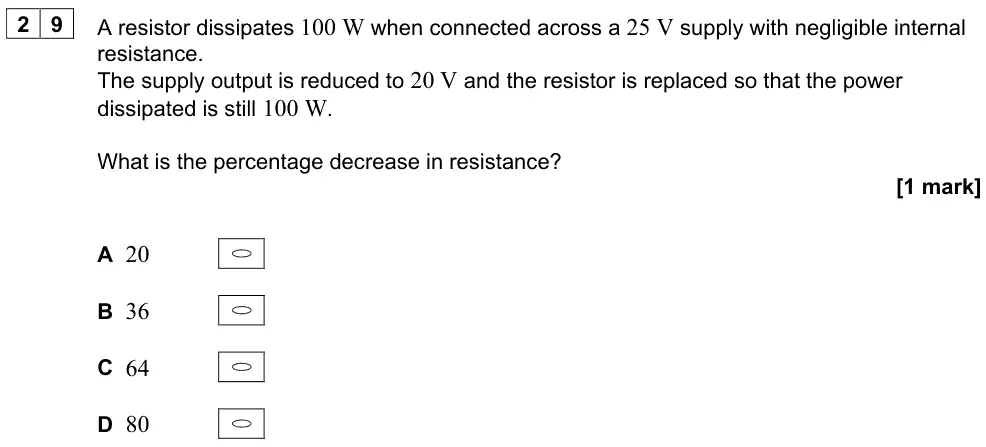 2 9 A resistor dissipates 100 W when connected across a 25 V supply with negligible internal
resistance.
The supply output is reduced to 20 V and the resistor is replaced so that the power
dissipated is still 100 W.
What is the percentage decrease in resistance?
[1 mark]
A 20
B 36
C 64
D 80